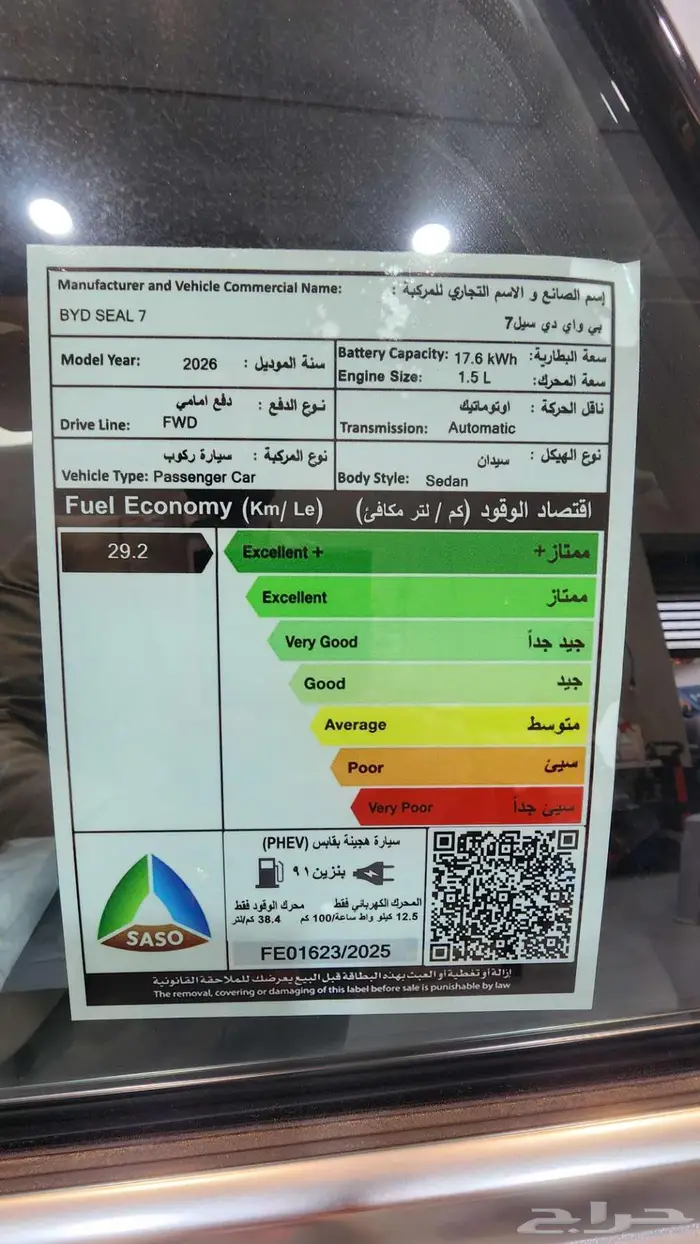 Manufacturer and Vehicle Commercial Name: إسم الصانع و الاسم التجاري للمركبة :
BYD SEAL 7 بي واي دي سيل7
Model Year: 2026 سنة الموديل :
Battery Capacity: 17.6 kWh سعة البطارية:
Engine Size: 1.5 L سعة المحرك:
Drive Line: دفع امامي FWD نوع الدفع :
Transmission: اوتوماتيك Automatic ناقل الحركة :
Vehicle Type: سيارة ركوب Passenger Car نوع المركبة :
Body Style: سيدان Sedan نوع الهيكل :
Fuel Economy (Km/ Le) اقتصاد الوقود (كم / لتر مكافئ)
29.2
Excellent + ممتاز+
Excellent ممتاز
Very Good جيد جداً
Good جيد
Average متوسط
Poor سيئ
Very Poor سيئ جداً
سيارة هجينة بقابس (PHEV)
بنزين ٩١
المحرك الكهربائي فقط
12.5 كيلو واط ساعة/100 كم
محرك الوقود فقط
38.4 كم/لتر
SASO
FE01623/2025
إزالة أو تغطية أو العبث بهذه البطاقة قبل البيع يعرضك للملاحقة القانونية
The removal, covering or damaging of this label before sale is punishable by law
حراج